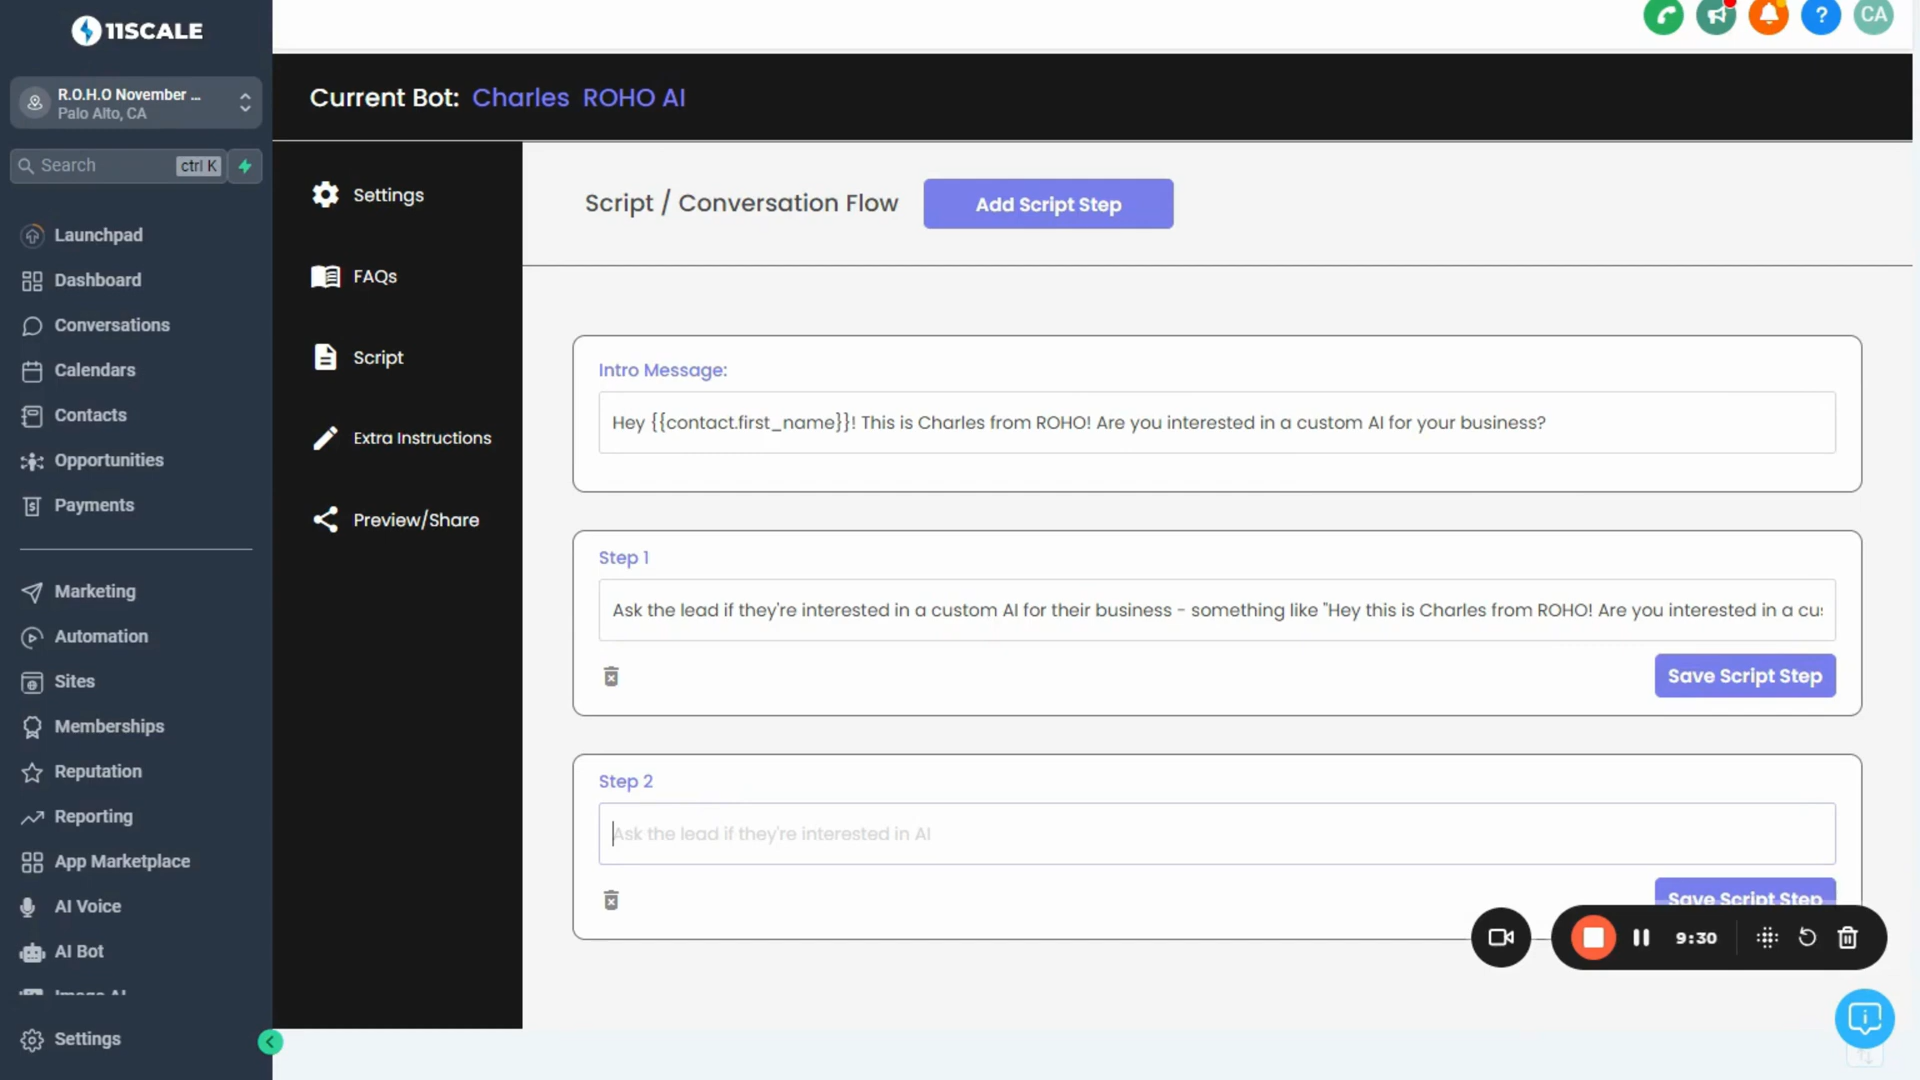 11SCALE
CA
R.O.H.O November ...
Palo Alto, CA
Search
ctrl K
Launchpad
Dashboard
Conversations
Calendars
Contacts
Opportunities
Payments
Marketing
Automation
Sites
Memberships
Reputation
Reporting
App Marketplace
AI Voice
AI Bot
Image AI
Settings
Current Bot: Charles ROHO AI
Settings
FAQs
Script
Extra Instructions
Preview/Share
Script / Conversation Flow
Add Script Step
Intro Message:
Hey {{contact.first_name}}! This is Charles from ROHO! Are you interested in a custom AI for your business?
Step 1
Ask the lead if they're interested in a custom AI for their business - something like "Hey this is Charles from ROHO! Are you interested in a cu
Save Script Step
Step 2
Ask the lead if they're interested in AI
Save Script Step
9:30